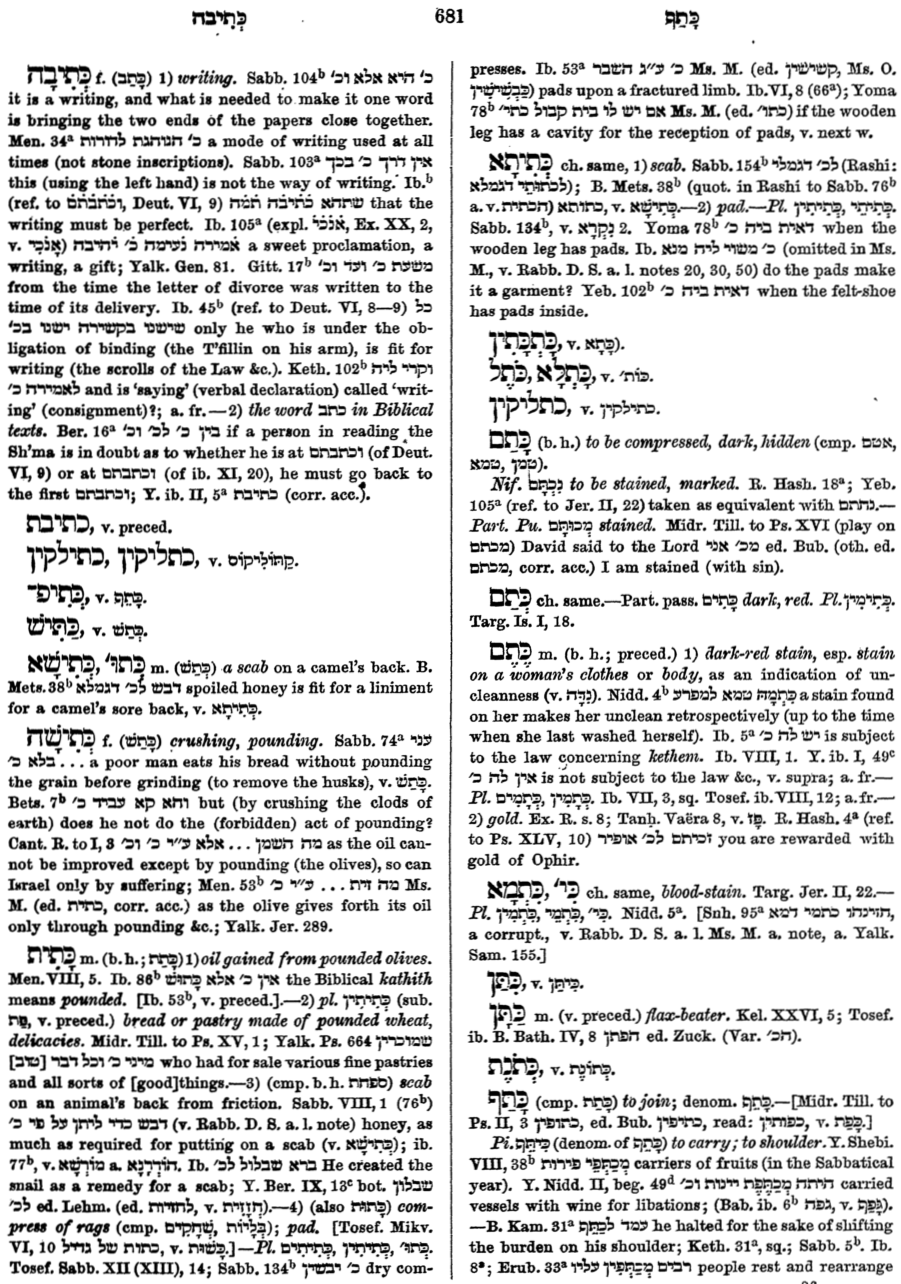 כְּתִיבָה
681
כָּתַף
כְּתִיבָה f. (כָּתַב) 1) writing. Sabb. 104b כ׳ היא אלא וכ׳
it is a writing, and what is needed to make it one word
is bringing the two ends of the papers close together.
Men. 34a כ׳ הנוהגת לדורות a mode of writing used at all
times (not stone inscriptions). Sabb. 103a אין דרך כ׳ בכך
this (using the left hand) is not the way of writing. Ib.b
(ref. to וּכְתַבְתָּם, Deut. VI, 9) שתהא כתיבה תמה that the
writing must be perfect. Ib. 105a (expl. אָנֹכִי, Ex. XX, 2,
v. אָנֹכִי) אמירה נעימה כ׳ יהיבה a sweet proclamation, a
writing, a gift; Yalk. Gen. 81. Gitt. 17b משעת כ׳ ועד וכ׳
from the time the letter of divorce was written to the
time of its delivery. Ib. 45b (ref. to Deut. VI, 8—9) כל
שישנו בקשירה ישנו בכ׳ only he who is under the ob-
ligation of binding (the T'fillin on his arm), is fit for
writing (the scrolls of the Law &c.). Keth. 102b וקרי ליה
לאמירה כ׳ and is 'saying' (verbal declaration) called 'writ-
ing' (consignment)?; a. fr.—2) the word כתב in Biblical
texts. Ber. 16a בין כ׳ לכ׳ וכ׳ if a person in reading the
Sh'ma is in doubt as to whether he is at וכתבתם (of Deut.
VI, 9) or at וכתבתם (of ib. XI, 20), he must go back to
the first וכתבתם; Y. ib. II, 5a כתיבת (corr. acc.).
כתיבת, v. preced.
כתליקין, כתילקין, v. קַתּוֹלִיקוֹס.
כְּתִיפ־, v. כָּתֵף.
כַּתִּישׁ, v. כָּתַשׁ.
כְּתִישָׁא, כְּתוּ׳ m. (כְּתַשׁ) a scab on a camel's back. B.
Mets. 38b דבש לכ׳ דגמלא spoiled honey is fit for a liniment
for a camel's sore back, v. כְּתִיתָא.
כְּתִישָׁה f. (כָּתַשׁ) crushing, pounding. Sabb. 74a עני
בלא כ׳ ... a poor man eats his bread without pounding
the grain before grinding (to remove the husks), v. כָּתַשׁ.
Bets. 7b והא קא עביד כ׳ but (by crushing the clods of
earth) does he not do the (forbidden) act of pounding?
Cant. R. to I, 3 מה השמן ... אלא ע״י כ׳ וכ׳ as the oil can-
not be improved except by pounding (the olives), so can
Israel only by suffering; Men. 53b מה זית ... ע״י כ׳ Ms.
M. (ed. כתית, corr. acc.) as the olive gives forth its oil
only through pounding &c.; Yalk. Jer. 289.
כָּתִית m. (b. h.; כָּתַת) 1) oil gained from pounded olives.
Men. VIII, 5. Ib. 86b אין כ׳ אלא כתוש the Biblical kathith
means pounded. [Ib. 53b, v. preced.].—2) pl. כְּתִיתִין (sub.
פת, v. preced.) bread or pastry made of pounded wheat,
delicacies. Midr. Till. to Ps. XV, 1; Yalk. Ps. 664 שמוכרין
מיני כ׳ וכל דבר [טוב] who had for sale various fine pastries
and all sorts of [good] things.—3) (cmp. b. h. ספחת) scab
on an animal's back from friction. Sabb. VIII, 1 (76b)
דבש כדי ליתן על פי כ׳ (v. Rabb. D. S. a. l. note) honey, as
much as required for putting on a scab (v. כְּתִישָׁא); ib.
77b, v. מוֹרְשָׁא a. חוֹרְדָנָא. Ib. ברא שבלול לכ׳ He created the
snail as a remedy for a scab; Y. Ber. IX, 13c bot. שבלון
לכ׳ ed. Lehm. (ed. לחזזית, v. חֲזָזִית).—4) (also כָּתוּת) com-
press of rags (cmp. בְּלָיוֹת, שְׁחָקִים); pad. [Tosef. Mikv.
VI, 10 כתות של גדיל, v. כְּשׁוּת.]—Pl. כְּתִיתִין, כְּתִיתִים, כְּתוּ׳.
Tosef. Sabb. XII (XIII), 14; Sabb. 134b כ׳ יבשין dry com-
presses. Ib. 53a כ׳ ע״ג השבר Ms. M. (ed. קשישין, Ms. O.
כַּבְשִׁישִׁין) pads upon a fractured limb. Ib. VI, 8 (66a); Yoma
78b אם יש לו בית קבול כתי׳ Ms. M. (ed. כתו׳) if the wooden
leg has a cavity for the reception of pads, v. next w.
כְּתִיתָא ch. same, 1) scab. Sabb. 154b לכ׳ דגמלי (Rashi:
לכתותי דגמלא); B. Mets. 38b (quot. in Rashi to Sabb. 76b
a. v. הכתית) כתותא, v. כְּתִישָׁא.—2) pad.—Pl. כְּתִיתֵי, כְּתִיתִין.
Sabb. 134b, v. נִקְרָא 2. Yoma 78b דאית ביה כ׳ when the
wooden leg has pads. Ib. כ׳ משוי ליה מנא (omitted in Ms.
M., v. Rabb. D. S. a. l. notes 20, 30, 50) do the pads make
it a garment? Yeb. 102b דאית ביה כ׳ when the felt-shoe
has pads inside.
כְּתְכְּתִין, v. כַּתָּא).
כָּתְלָא, כֹּתֶל, v. כּוֹת׳.
כתליקין, v. כתילקין.
כָּתַם (b. h.) to be compressed, dark, hidden (cmp. אטם,
טמא, טמן).
Nif. נִכְתָּם to be stained, marked. R. Hash. 18a; Yeb.
105a (ref. to Jer. II, 22) taken as equivalent with נחתם.—
Part. Pu. מְכוּתָּם stained. Midr. Till. to Ps. XVI (play on
מכתם) David said to the Lord מכ׳ אני ed. Bub. (oth. ed.
מכתם, corr. acc.) I am stained (with sin).
כְּתַם ch. same.—Part. pass. כְּתִים dark, red. Pl. כְּתִימִין.
Targ. Is. I, 18.
כֶּתֶם m. (b. h.; preced.) 1) dark-red stain, esp. stain
on a woman's clothes or body, as an indication of un-
cleanness (v. נִדָּה). Nidd. 4b כתמה טמא למפרע a stain found
on her makes her unclean retrospectively (up to the time
when she last washed herself). Ib. 5a יש לה כ׳ is subject
to the law concerning kethem. Ib. VIII, 1. Y. ib. I, 49c
אין לה כ׳ is not subject to the law &c., v. supra; a. fr.—
Pl. כְּתָמִים, כְּתָמִין. Ib. VII, 3, sq. Tosef. ib. VIII, 12; a. fr.—
2) gold. Ex. R. s. 8; Tanḥ. Vaëra 8, v. פָּז. R. Hash. 4a (ref.
to Ps. XLV, 10) זכיתם לכ׳ אופיר you are rewarded with
gold of Ophir.
כִּתְמָא, כְּי׳ ch. same, blood-stain. Targ. Jer. II, 22.—
Pl. כִּתְמִין, כִּתְמֵי, כְּי׳. Nidd. 5a. [Snh. 95a הזינהו כתמי דמא,
a corrupt., v. Rabb. D. S. a. l. Ms. M. a. note, a. Yalk.
Sam. 155.]
כִּתָּן, v. כִּיתָּן.
כַּתָּן m. (v. preced.) flax-beater. Kel. XXVI, 5; Tosef.
ib. B. Bath. IV, 8 חפתן ed. Zuck. (Var. הכ׳).
כְּתֹנֶת, v. כְּתוֹנֶת.
כָּתַף (cmp. כָּתַת) to join; denom. כָּתֵף.—[Midr. Till. to
Ps. II, 3 כתופין, ed. Bub. כתיפין, read: כפותין, v. כָּפַת.]
Pi. כִּיתֵּף (denom. of כָּתֵף) to carry; to shoulder. Y. Shebi.
VIII, 38b מְכַתְּפֵי פירות carriers of fruits (in the Sabbatical
year). Y. Nidd. II, beg. 49d היתה מְכַתֶּפֶת יינות וכ׳ carried
vessels with wine for libations; (Bab. ib. 6b גפה, v. גָּפַף).
—B. Kam. 31a עמד לכַתֵּף he halted for the sake of shifting
the burden on his shoulder; Keth. 31a, sq.; Sabb. 5b. Ib.
8a; Erub. 33a רבים מְכַתְּפִין עליו people rest and rearrange